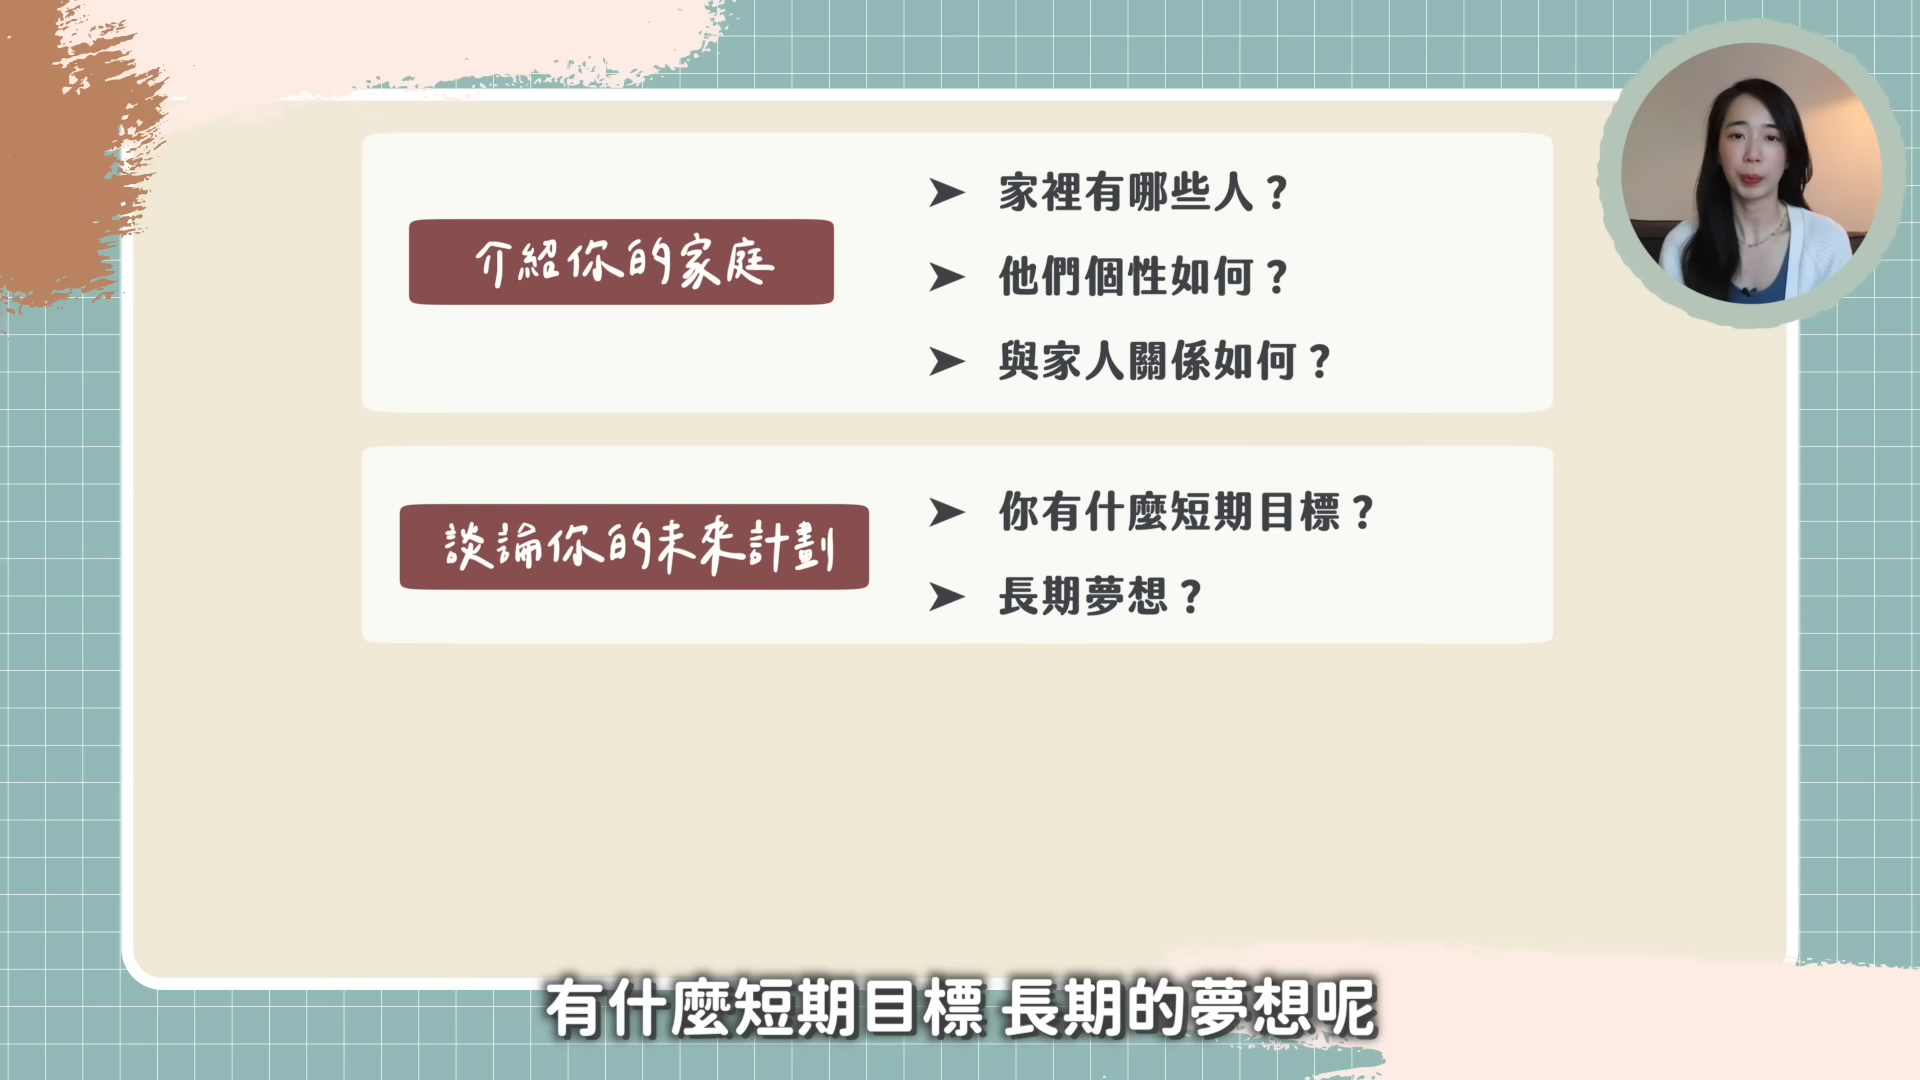 介紹你的家庭
家裡有哪些人？
他們個性如何？
與家人關係如何？
談論你的未來計劃
你有什麼短期目標？
長期夢想？
有什麼短期目標 長期的夢想呢